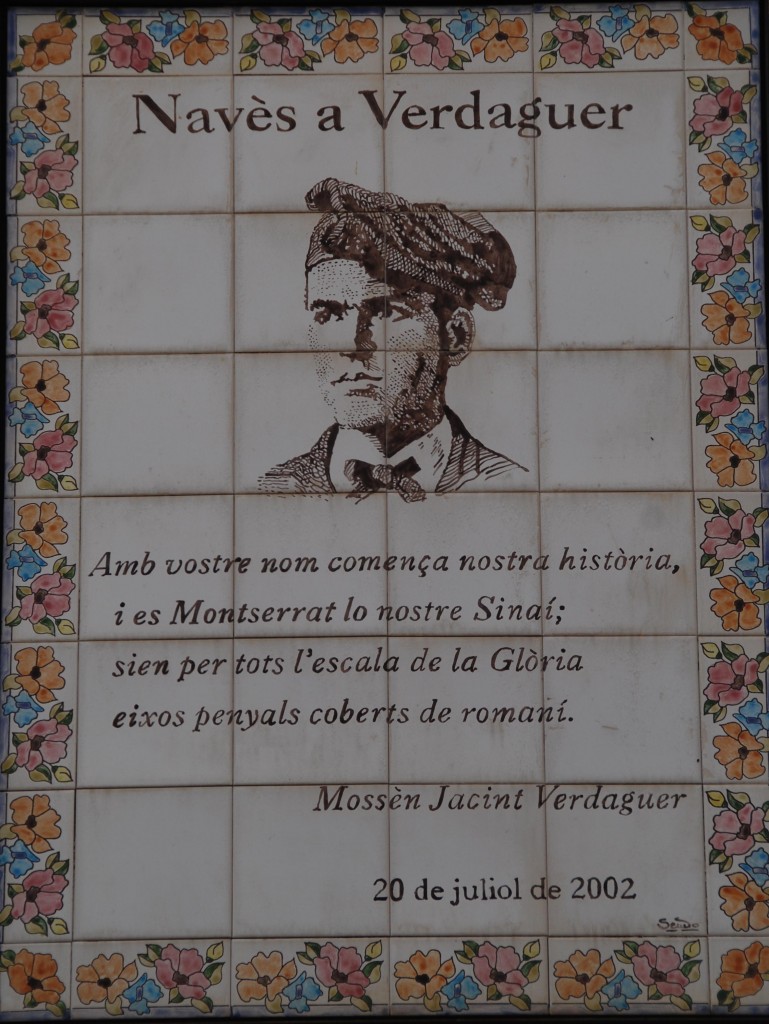 Navès a Verdaguer
Amb vostre nom comença nostra història,
i es Montserrat lo nostre Sinaí;
sien per tots l'escala de la Glòria
eixos penyals coberts de romaní.
Mossèn Jacint Verdaguer
20 de juliol de 2002